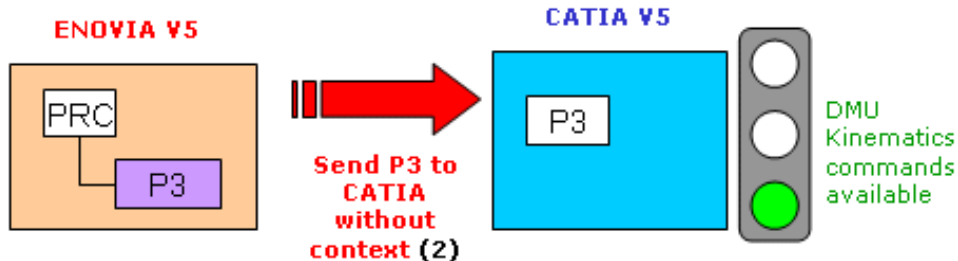 ENOVIA V5
CATIA V5
PRC
P3
Send P3 to
CATIA
without
context (2)
P3
DMU
Kinematics
commands
available